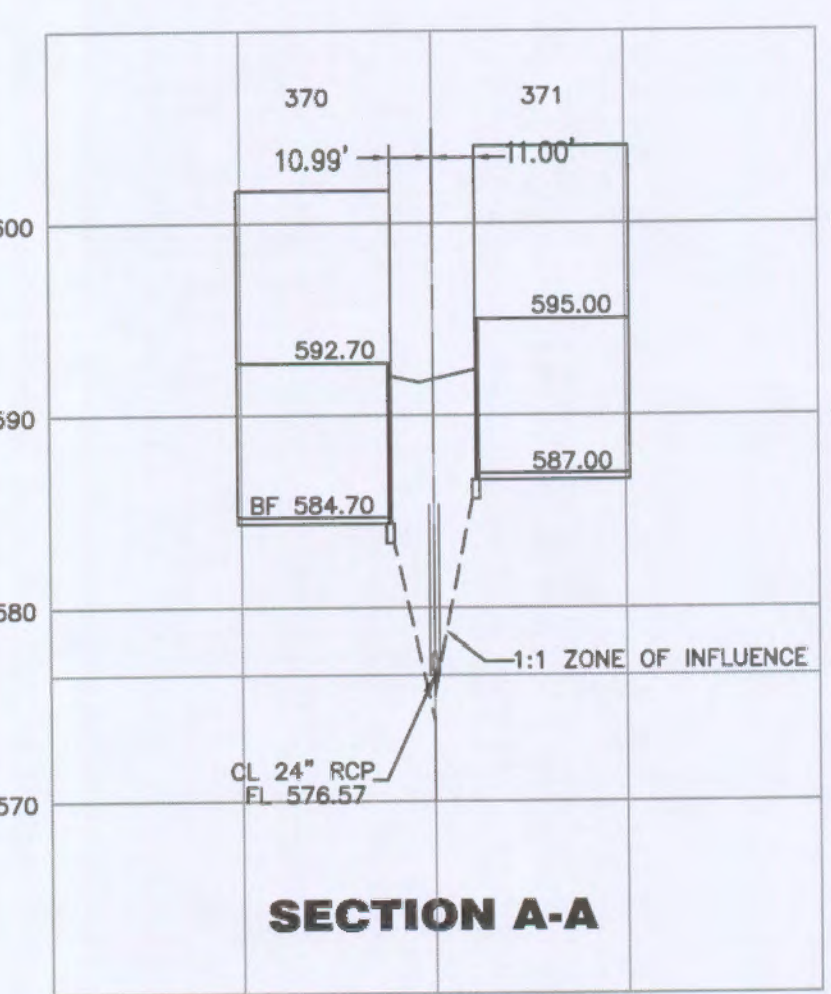 370
371
10.99'
11.00'
600
595.00
592.70
590
587.00
BF 584.70
580
1:1 ZONE OF INFLUENCE
CL 24" RCP
FL 576.57
570
SECTION A-A